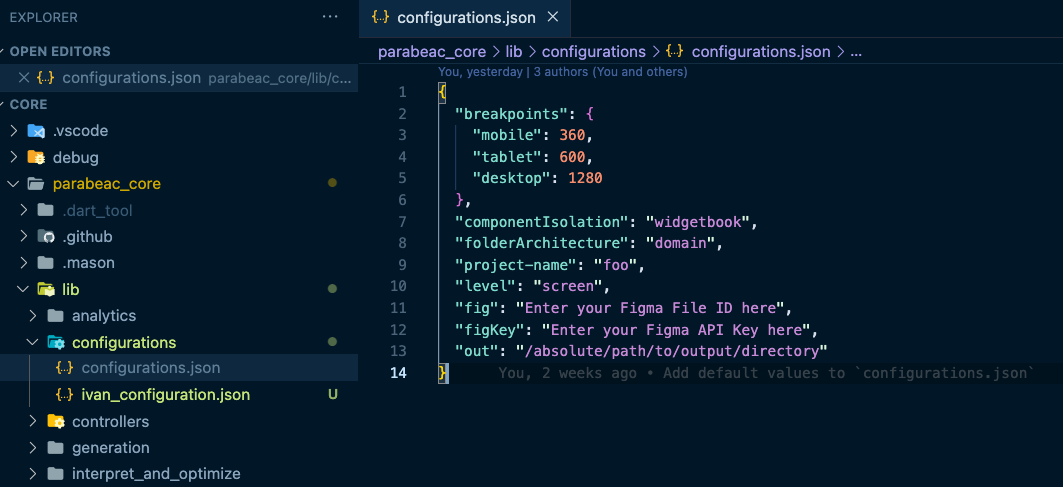 EXPLORER
OPEN EDITORS
configurations.json parabeac_core/lib/c...
CORE
.vscode
debug
parabeac_core
.dart_tool
.github
.mason
lib
analytics
configurations
configurations.json
ivan_configuration.json U
controllers
generation
interpret_and_optimize
{..} configurations.json
parabeac_core > lib > configurations > {..} configurations.json > ...
You, yesterday | 3 authors (You and others)
1 {
2 "breakpoints": {
3 "mobile": 360,
4 "tablet": 600,
5 "desktop": 1280
6 },
7 "componentIsolation": "widgetbook",
8 "folderArchitecture": "domain",
9 "project-name": "foo",
10 "level": "screen",
11 "fig": "Enter your Figma File ID here",
12 "figKey": "Enter your Figma API Key here",
13 "out": "/absolute/path/to/output/directory"
14 } You, 2 weeks ago • Add default values to `configurations.json`